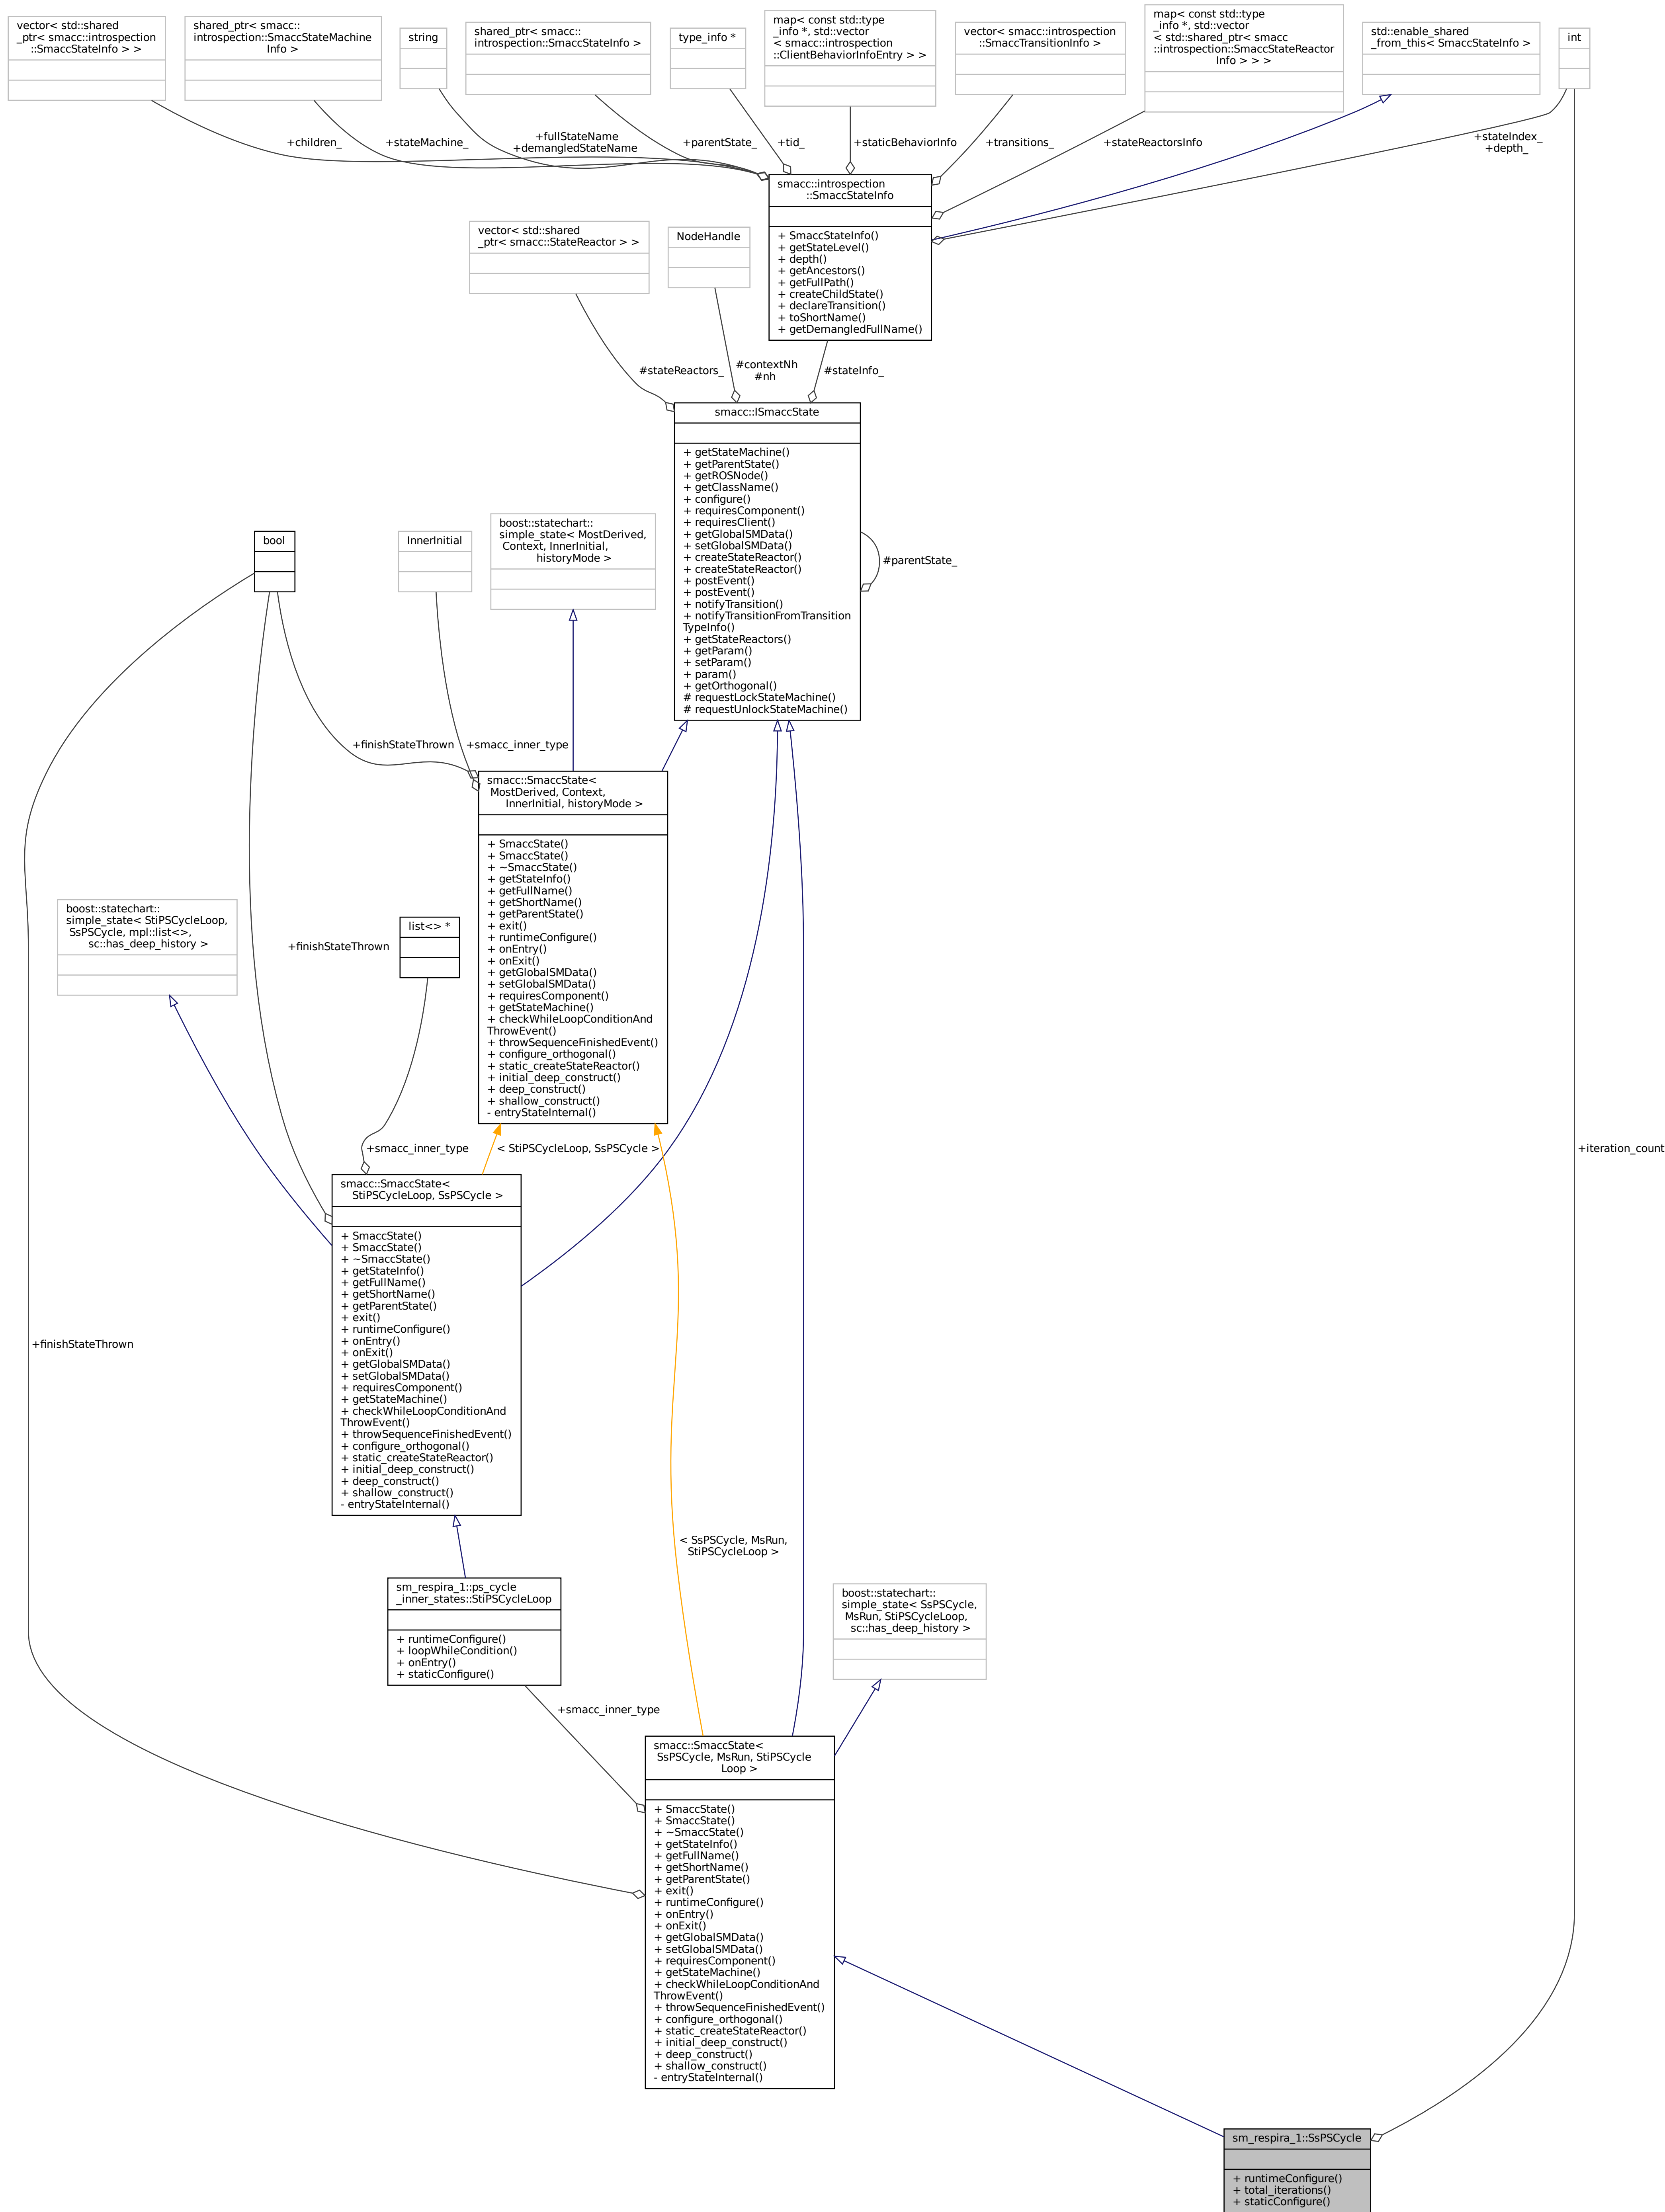 vector< std::shared
_ptr< smacc::introspection
::SmaccStateInfo > >
shared_ptr< smacc::
introspection::SmaccStateMachine
Info >
string
shared_ptr< smacc::
introspection::SmaccStateInfo >
type_info *
map< const std::type
_info *, std::vector
< smacc::introspection
::ClientBehaviorInfoEntry > >
vector< smacc::introspection
::SmaccTransitionInfo >
map< const std::type
_info *, std::vector
< std::shared_ptr< smacc
::introspection::SmaccStateReactor
Info > > >
std::enable_shared
_from_this< SmaccStateInfo >
int
+children_
+stateMachine_
+fullStateName
+demangledStateName
+parentState_
+tid_
+staticBehaviorInfo
+transitions_
+stateReactorsInfo
+stateIndex_
+depth_
smacc::introspection
::SmaccStateInfo
+ SmaccStateInfo()
+ getStateLevel()
+ depth()
+ getAncestors()
+ getFullPath()
+ createChildState()
+ declareTransition()
+ toShortName()
+ getDemangledFullName()
vector< std::shared
_ptr< smacc::StateReactor > >
NodeHandle
#stateReactors_
#contextNh
#nh
#stateInfo_
smacc::ISmaccState
+ getStateMachine()
+ getParentState()
+ getROSNode()
+ getClassName()
+ configure()
+ requiresComponent()
+ requiresClient()
+ getGlobalSMData()
+ setGlobalSMData()
+ createStateReactor()
+ createStateReactor()
+ postEvent()
+ postEvent()
+ notifyTransition()
+ notifyTransitionFromTransition
TypeInfo()
+ getStateReactors()
+ getParam()
+ setParam()
+ param()
+ getOrthogonal()
# requestLockStateMachine()
# requestUnlockStateMachine()
#parentState_
bool
InnerInitial
boost::statechart::
simple_state< MostDerived,
Context, InnerInitial,
historyMode >
+finishStateThrown
+smacc_inner_type
smacc::SmaccState<
MostDerived, Context,
InnerInitial, historyMode >
+ SmaccState()
+ SmaccState()
+ ~SmaccState()
+ getStateInfo()
+ getFullName()
+ getShortName()
+ getParentState()
+ exit()
+ runtimeConfigure()
+ onEntry()
+ onExit()
+ getGlobalSMData()
+ setGlobalSMData()
+ requiresComponent()
+ getStateMachine()
+ checkWhileLoopConditionAnd
ThrowEvent()
+ throwSequenceFinishedEvent()
+ configure_orthogonal()
+ static_createStateReactor()
+ initial_deep_construct()
+ deep_construct()
+ shallow_construct()
- entryStateInternal()
boost::statechart::
simple_state< StiPSCycleLoop,
SsPSCycle, mpl::list<>,
sc::has_deep_history >
+finishStateThrown
list<> *
+smacc_inner_type
< StiPSCycleLoop, SsPSCycle >
+iteration_count
smacc::SmaccState<
StiPSCycleLoop, SsPSCycle >
+ SmaccState()
+ SmaccState()
+ ~SmaccState()
+ getStateInfo()
+ getFullName()
+ getShortName()
+ getParentState()
+ exit()
+ runtimeConfigure()
+ onEntry()
+ onExit()
+ getGlobalSMData()
+ setGlobalSMData()
+ requiresComponent()
+ getStateMachine()
+ checkWhileLoopConditionAnd
ThrowEvent()
+ throwSequenceFinishedEvent()
+ configure_orthogonal()
+ static_createStateReactor()
+ initial_deep_construct()
+ deep_construct()
+ shallow_construct()
- entryStateInternal()
+finishStateThrown
< SsPSCycle, MsRun,
StiPSCycleLoop >
sm_respira_1::ps_cycle
_inner_states::StiPSCycleLoop
+ runtimeConfigure()
+ loopWhileCondition()
+ onEntry()
+ staticConfigure()
boost::statechart::
simple_state< SsPSCycle,
MsRun, StiPSCycleLoop,
sc::has_deep_history >
+smacc_inner_type
smacc::SmaccState<
SsPSCycle, MsRun, StiPSCycle
Loop >
+ SmaccState()
+ SmaccState()
+ ~SmaccState()
+ getStateInfo()
+ getFullName()
+ getShortName()
+ getParentState()
+ exit()
+ runtimeConfigure()
+ onEntry()
+ onExit()
+ getGlobalSMData()
+ setGlobalSMData()
+ requiresComponent()
+ getStateMachine()
+ checkWhileLoopConditionAnd
ThrowEvent()
+ throwSequenceFinishedEvent()
+ configure_orthogonal()
+ static_createStateReactor()
+ initial_deep_construct()
+ deep_construct()
+ shallow_construct()
- entryStateInternal()
sm_respira_1::SsPSCycle
+ runtimeConfigure()
+ total_iterations()
+ staticConfigure()